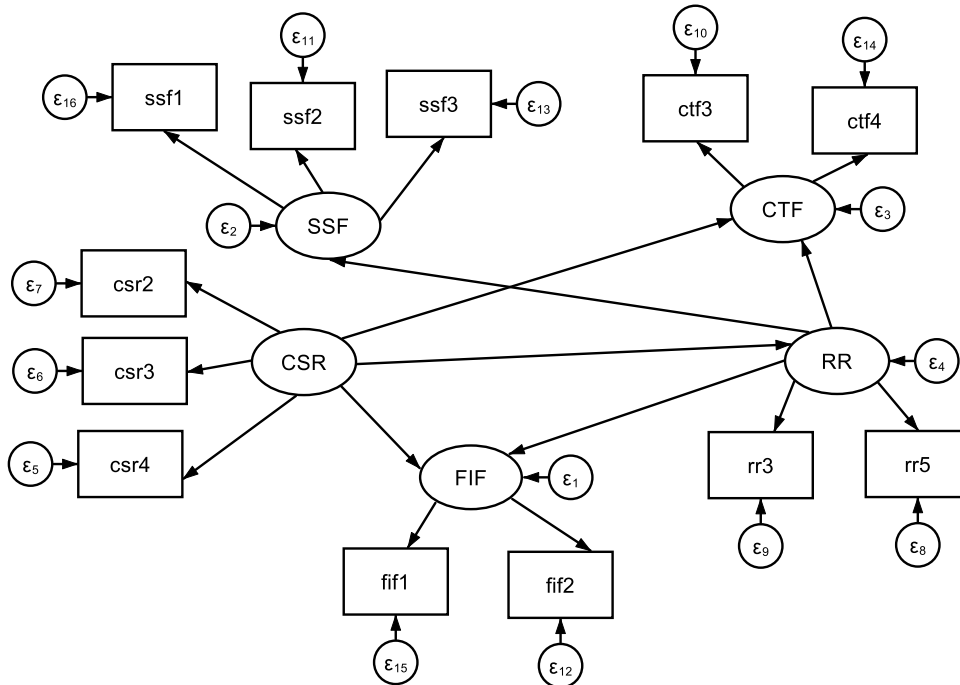 ε11
ε10
ε14
ε16
ssf1
ssf2
ssf3
ε13
ctf3
ctf4
ε2
SSF
CTF
ε3
ε7
csr2
ε6
csr3
CSR
RR
ε4
ε5
csr4
FIF
ε1
rr3
rr5
ε9
ε8
fif1
fif2
ε15
ε12